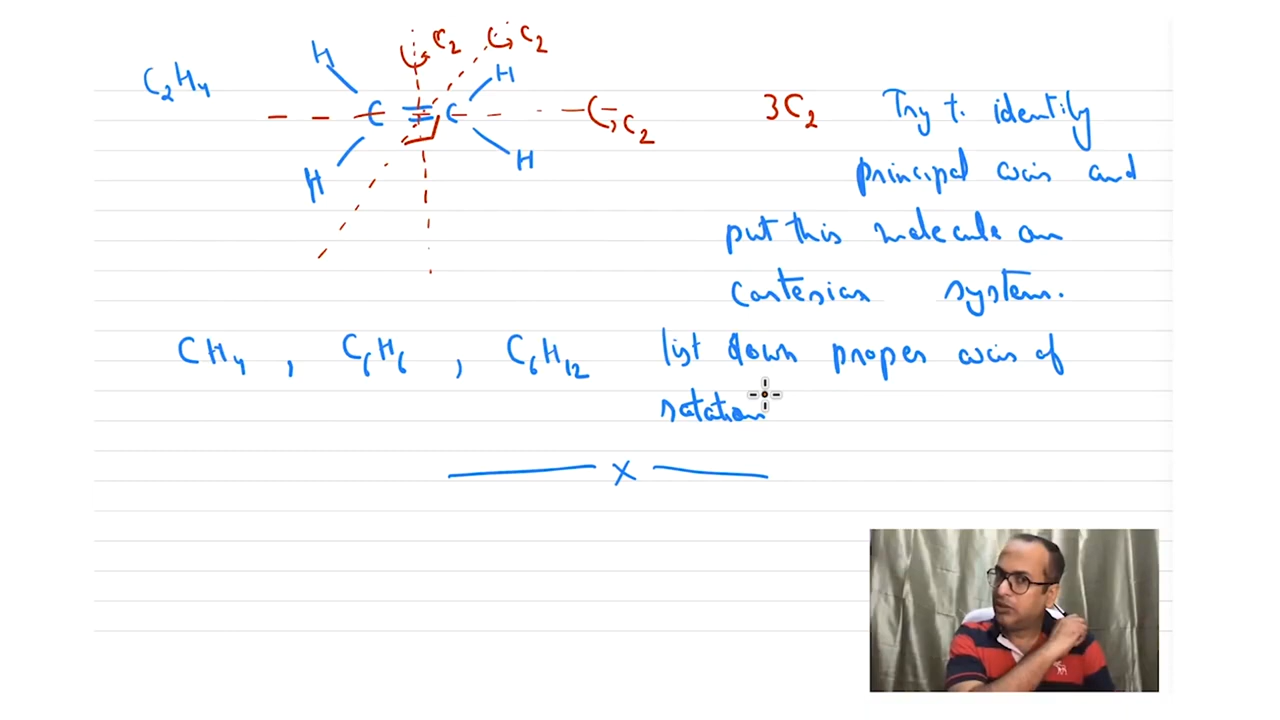 C₂H₄
H
C₂
C₂
H
C = C
C₂
H
H
3C₂
Try to identify
principal axis and
put this molecule on
cartesian system.
CH₄ , C₆H₆ , C₆H₁₂ list down proper axis of
rotation
x